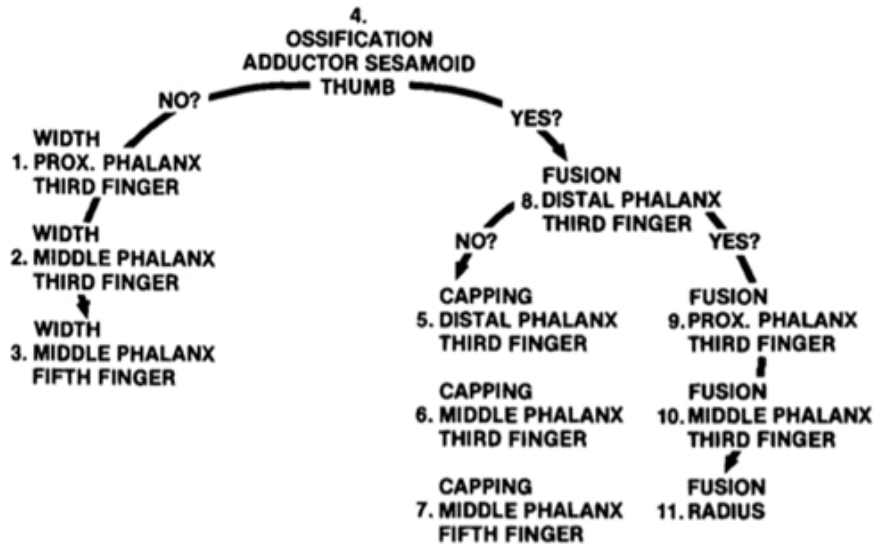 4.
OSSIFICATION
ADDUCTOR SESAMOID
THUMB
NO?
YES?
WIDTH
1. PROX. PHALANX
THIRD FINGER
WIDTH
2. MIDDLE PHALANX
THIRD FINGER
WIDTH
3. MIDDLE PHALANX
FIFTH FINGER
FUSION
8. DISTAL PHALANX
THIRD FINGER
NO?
YES?
CAPPING
5. DISTAL PHALANX
THIRD FINGER
CAPPING
6. MIDDLE PHALANX
THIRD FINGER
CAPPING
7. MIDDLE PHALANX
FIFTH FINGER
FUSION
9. PROX. PHALANX
THIRD FINGER
FUSION
10. MIDDLE PHALANX
THIRD FINGER
FUSION
11. RADIUS